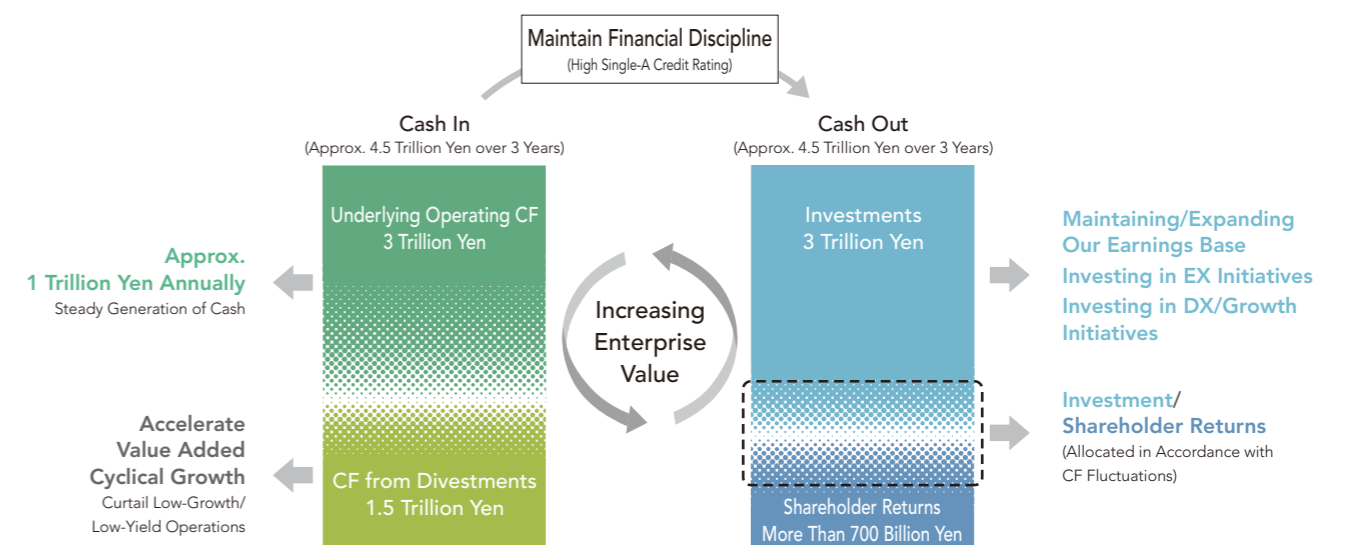 Maintain Financial Discipline
(High Single-A Credit Rating)
Cash In
(Approx. 4.5 Trillion Yen over 3 Years)
Cash Out
(Approx. 4.5 Trillion Yen over 3 Years)
Underlying Operating CF
3 Trillion Yen
Approx.
1 Trillion Yen Annually
Steady Generation of Cash
Accelerate
Value Added
Cyclical Growth
Curtail Low-Growth/
Low-Yield Operations
CF from Divestments
1.5 Trillion Yen
Increasing
Enterprise
Value
Investments
3 Trillion Yen
Shareholder Returns
More Than 700 Billion Yen
Maintaining/Expanding
Our Earnings Base
Investing in EX Initiatives
Investing in DX/Growth
Initiatives
Investment/
Shareholder Returns
(Allocated in Accordance with
CF Fluctuations)